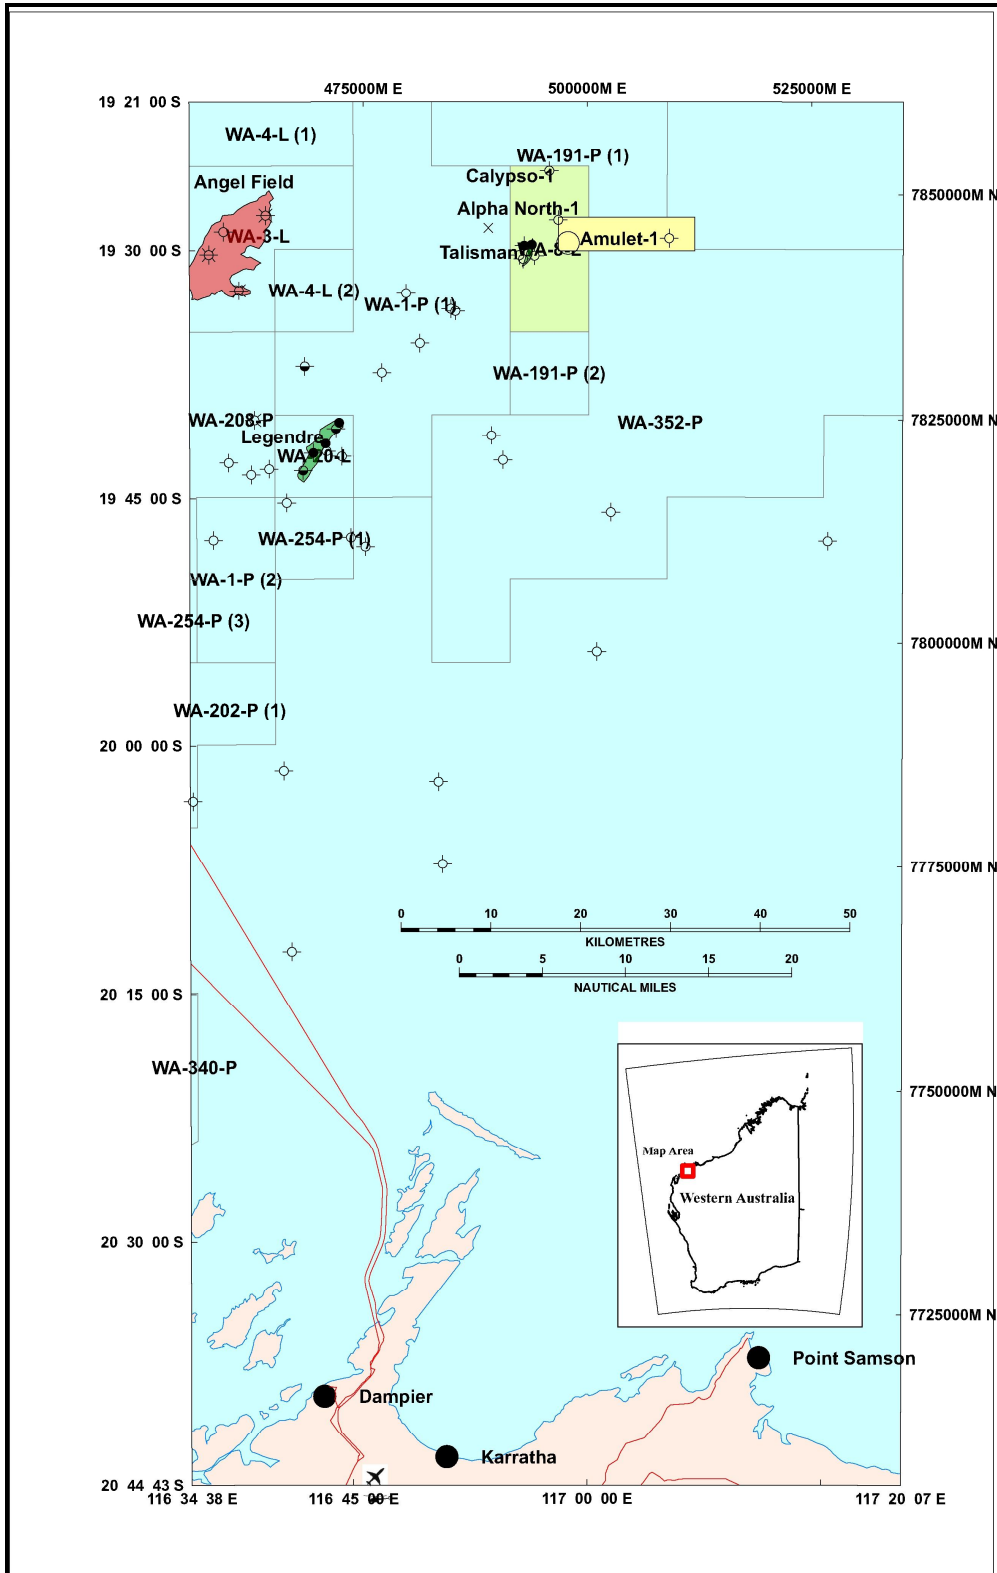 475000M E 500000M E 525000M E
19 21 00 S
WA-4-L (1)
WA-191-P (1)
Calypso-1
Angel Field
7850000M N
Alpha North-1
WA-3-L
Amulet-1
19 30 00 S
Talisman
WA-8-L
WA-4-L (2)
WA-1-P (1)
WA-191-P (2)
WA-208-P
WA-352-P
7825000M N
Legendre
WA-20-L
19 45 00 S
WA-254-P (1)
WA-1-P (2)
WA-254-P (3)
7800000M N
WA-202-P (1)
20 00 00 S
7775000M N
0 10 20 30 40 50
KILOMETRES
0 5 10 15 20
NAUTICAL MILES
20 15 00 S
WA-340-P
7750000M N
Map Area
Western Australia
20 30 00 S
7725000M N
Point Samson
Dampier
Karratha
20 44 43 S
116 34 38 E 116 45 00 E 117 00 00 E 117 20 07 E